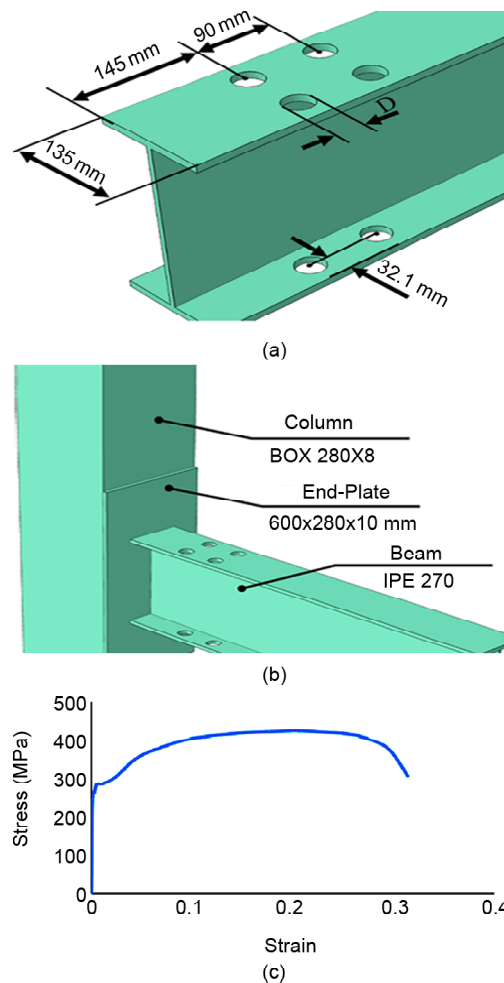 90 mm
145 mm
D
135 mm
32.1 mm
(a)
Column
BOX 280X8
End-Plate
600x280x10 mm
Beam
IPE 270
(b)
500
400
300
200
100
0
Stress (MPa)
0 0.1 0.2 0.3 0.4
Strain
(c)